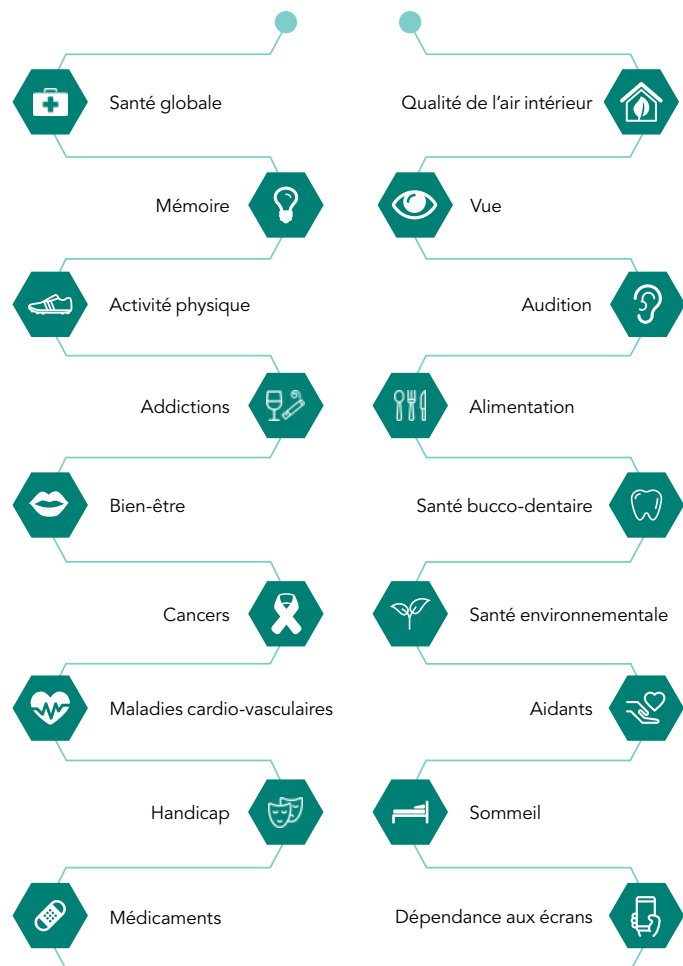 Santé globale
Qualité de l'air intérieur
Mémoire
Vue
Activité physique
Audition
Addictions
Alimentation
Bien-être
Santé bucco-dentaire
Cancers
Santé environnementale
Maladies cardio-vasculaires
Aidants
Handicap
Sommeil
Médicaments
Dépendance aux écrans